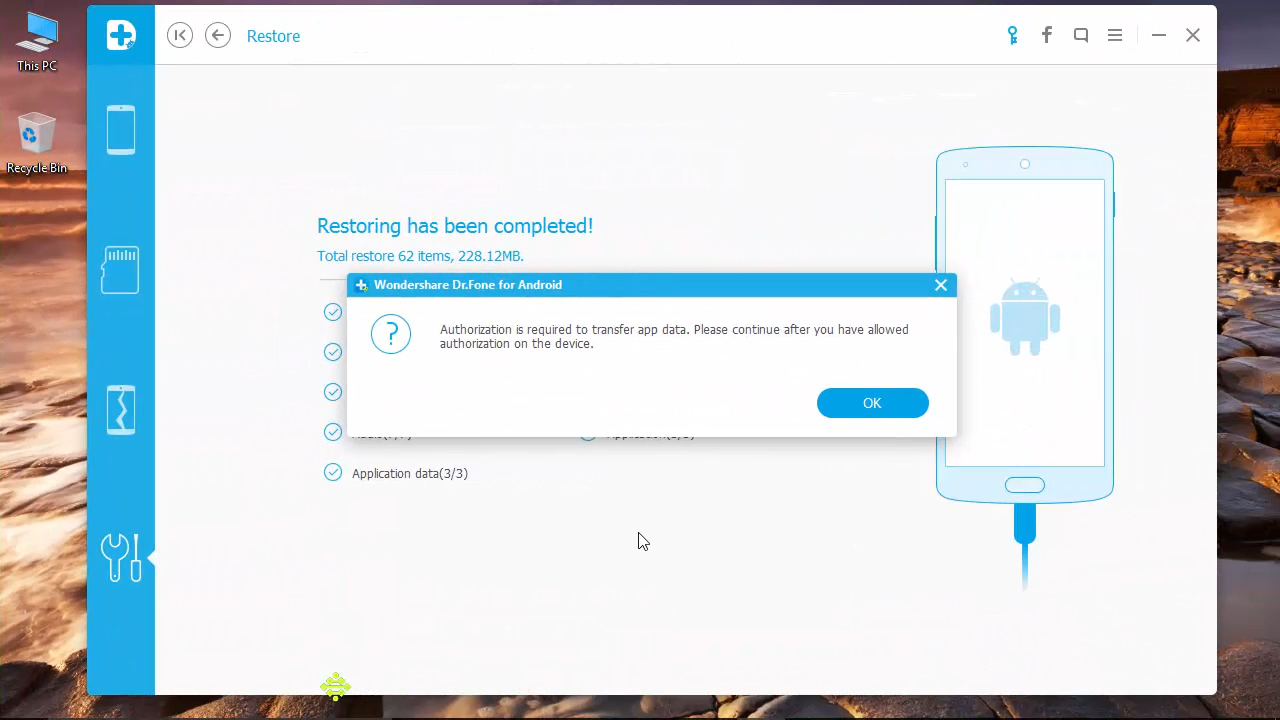 This PC
Recycle Bin
Restore
Restoring has been completed!
Total restore 62 items, 228.12MB.
Wondershare Dr.Fone for Android
Authorization is required to transfer app data. Please continue after you have allowed
authorization on the device.
OK
Application data(3/3)